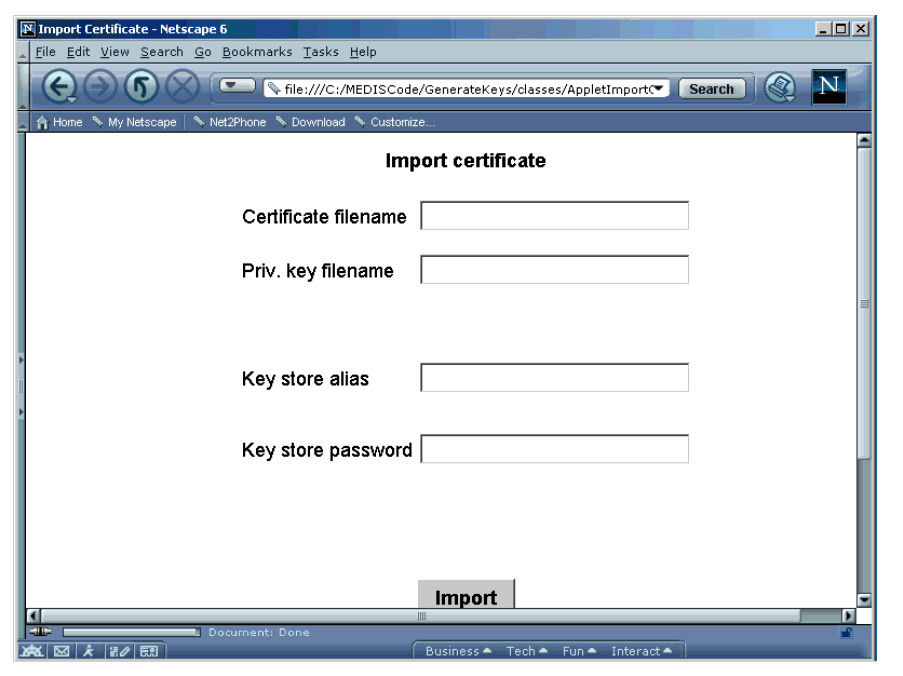 N Import Certificate - Netscape 6
File Edit View Search Go Bookmarks Tasks Help
file:///C:/MEDISCode/GenerateKeys/classes/AppletImportC Search N
Home My Netscape Net2Phone Download Customize...
Import certificate
Certificate filename
Priv. key filename
Key store alias
Key store password
Import
Document: Done
Business Tech Fun Interact